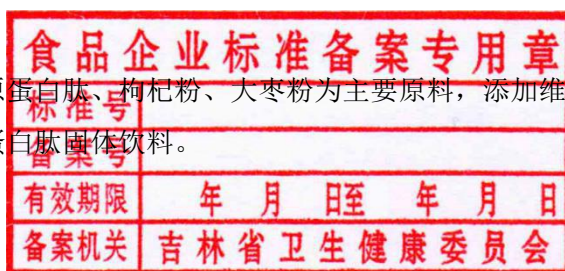 食品企业标准备案专用章
蛋白肽、枸杞粉、大枣粉为主要原料，添加维
标准号
蛋白肽固体饮料。
备案号
有效期限 年 月 日至 年 月 日
备案机关 吉林省卫生健康委员会